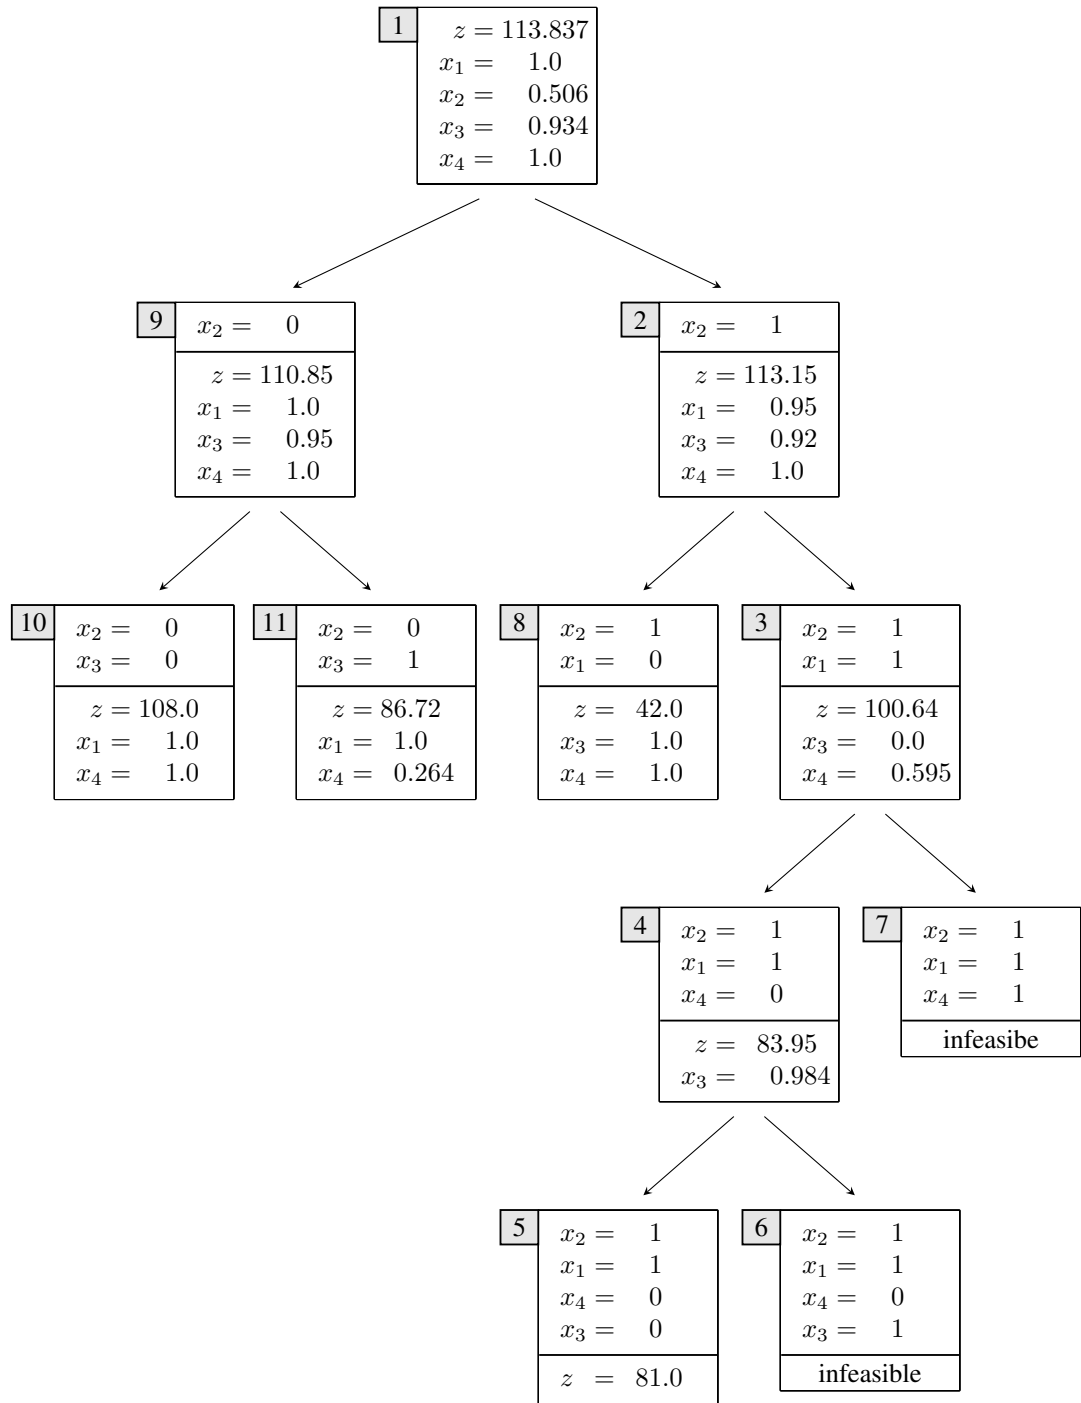 1
z = 113.837
x₁ = 1.0
x₂ = 0.506
x₃ = 0.934
x₄ = 1.0
9
x₂ = 0
z = 110.85
x₁ = 1.0
x₃ = 0.95
x₄ = 1.0
2
x₂ = 1
z = 113.15
x₁ = 0.95
x₃ = 0.92
x₄ = 1.0
10
x₂ = 0
x₃ = 0
z = 108.0
x₁ = 1.0
x₄ = 1.0
11
x₂ = 0
x₃ = 1
z = 86.72
x₁ = 1.0
x₄ = 0.264
8
x₂ = 1
x₁ = 0
z = 42.0
x₃ = 1.0
x₄ = 1.0
3
x₂ = 1
x₁ = 1
z = 100.64
x₃ = 0.0
x₄ = 0.595
4
x₂ = 1
x₁ = 1
x₄ = 0
z = 83.95
x₃ = 0.984
7
x₂ = 1
x₁ = 1
x₄ = 1
infeasibe
5
x₂ = 1
x₁ = 1
x₄ = 0
x₃ = 0
z = 81.0
6
x₂ = 1
x₁ = 1
x₄ = 0
x₃ = 1
infeasible